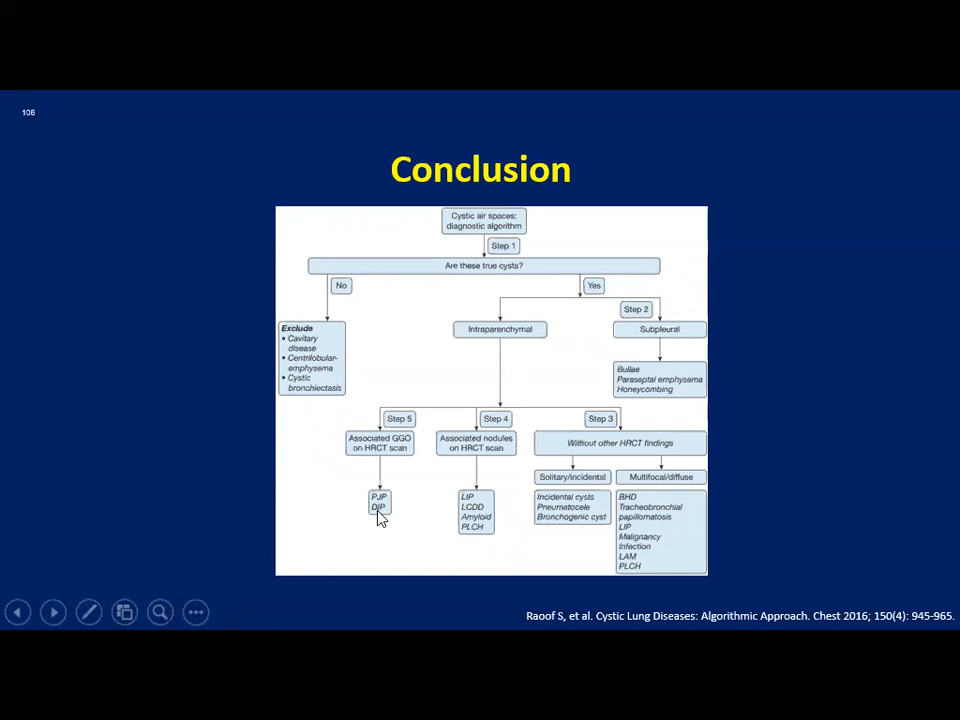 106
Conclusion
Cystic air spaces:
diagnostic algorithm
Step 1
Are these true cysts?
No
Yes
Step 2
Exclude
• Cavitary
disease
• Centrilobular-
emphysema
• Cystic
bronchiectasis
Intraparenchymal
Subpleural
Bullae
Paraseptal emphysema
Honeycombing
Step 5
Step 4
Step 3
Associated GGO
on HRCT scan
Associated nodules
on HRCT scan
Without other HRCT findings
Solitary/incidental
Multifocal/diffuse
PJP
DIP
LIP
LCDD
Amyloid
PLCH
Incidental cysts
Pneumatocele
Bronchogenic cyst
BHD
Tracheobronchial
papillomatosis
LIP
Malignancy
Infection
LAM
PLCH
Raoof S, et al. Cystic Lung Diseases: Algorithmic Approach. Chest 2016; 150(4): 945-965.